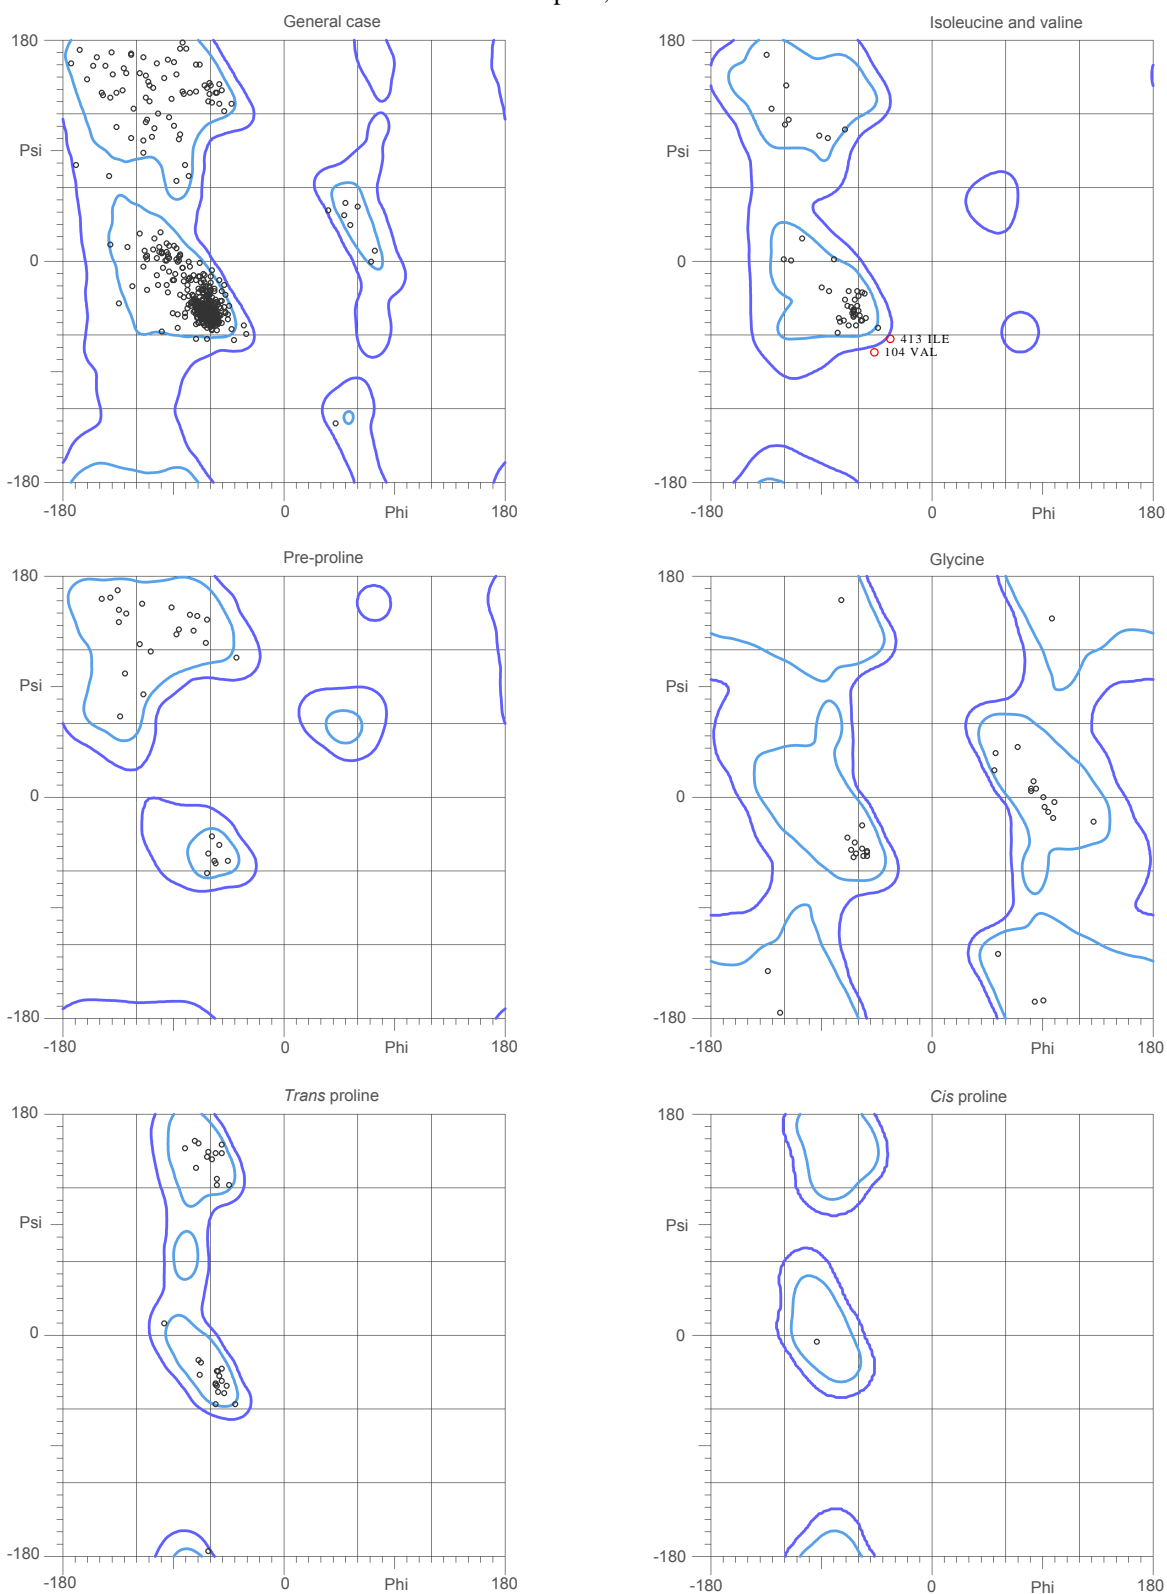 General case
180
Psi
0
-180
-180
0
Phi
180
Isoleucine and valine
180
Psi
0
-180
413 ILE
104 VAL
-180
0
Phi
180
Pre-proline
180
Psi
0
-180
-180
0
Phi
180
Glycine
180
Psi
0
-180
-180
0
Phi
180
Trans proline
180
Psi
0
-180
-180
0
Phi
180
Cis proline
180
Psi
0
-180
-180
0
Phi
180